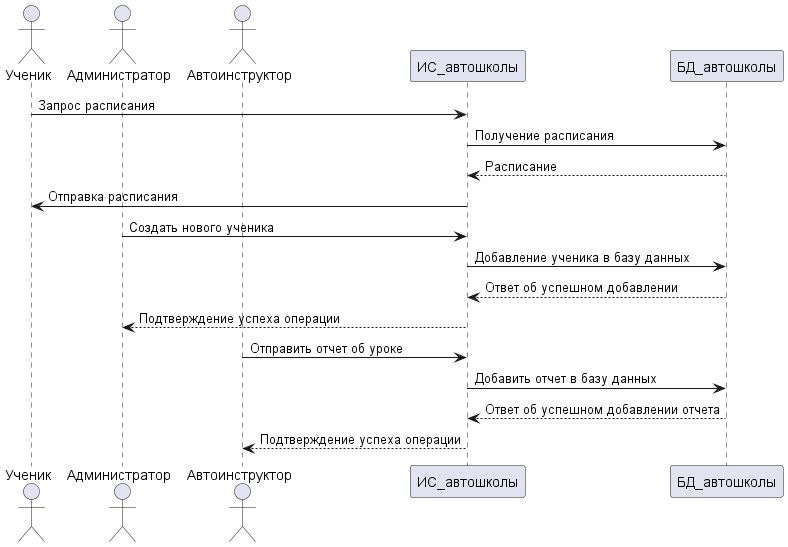 Ученик
Администратор
Автоинструктор
ИС_автошколы
БД_автошколы
Запрос расписания
Получение расписания
Расписание
Отправка расписания
Создать нового ученика
Добавление ученика в базу данных
Ответ об успешном добавлении
Подтверждение успеха операции
Отправить отчет об уроке
Добавить отчет в базу данных
Ответ об успешном добавлении отчета
Подтверждение успеха операции
Ученик
Администратор
Автоинструктор
ИС_автошколы
БД_автошколы